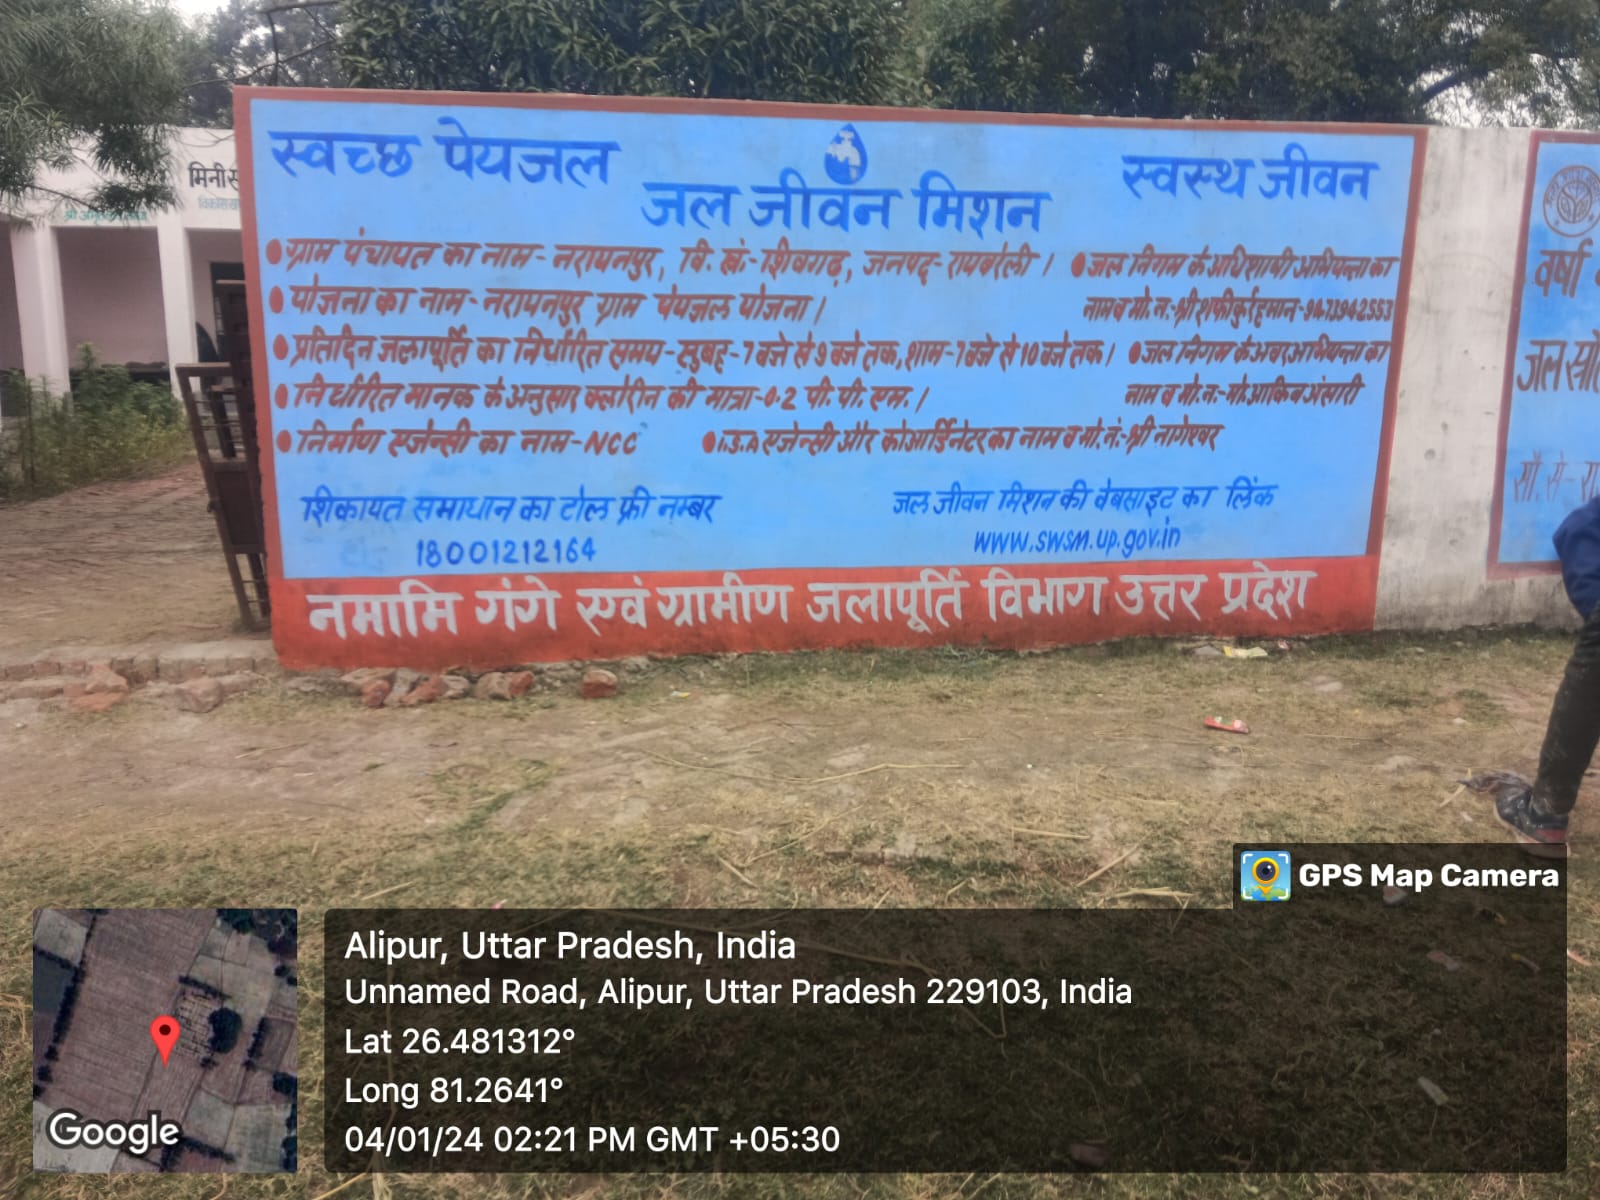 स्वच्छ पेयजल
स्वस्थ जीवन
जल जीवन मिशन
ग्राम पंचायत का नाम- नरायनपुर, वि. खं:- शिवगढ़, जनपद- रायबरेली ।
योजना का नाम- नरायनपुर ग्राम पेयजल योजना ।
प्रतिदिन जलापूर्ति का निर्धारित समय- सुबह- 7 बजे से 9 बजे तक, शाम- 7 बजे से 10 बजे तक ।
निर्धारित मानक के अनुसार क्लोरीन की मात्रा- 0.2 पी. पी. एम. ।
निर्माण एजेन्सी का नाम- NCC
जल निगम के अधिशाषी अभियन्ता का
नाम व मो. न:- श्री शफीकुर्रहमान- 9473942553
जल निगम के अवर अभियन्ता का
नाम व मो. न:- मो. आकिब अंसारी
I.S.A एजेन्सी और कोआर्डिनेटर का नाम व मो. नं:- श्री नागेश्वर
शिकायत समाधान का टोल फ्री नम्बर
18001212164
जल जीवन मिशन की वेबसाइट का लिंक
www.swsm.up.gov.in
नमामि गंगे एवं ग्रामीण जलापूर्ति विभाग उत्तर प्रदेश
मिनी
वर्षा
जल स्रो
सौ. से- रा
GPS Map Camera
Alipur, Uttar Pradesh, India
Unnamed Road, Alipur, Uttar Pradesh 229103, India
Lat 26.481312°
Long 81.2641°
04/01/24 02:21 PM GMT +05:30
Google